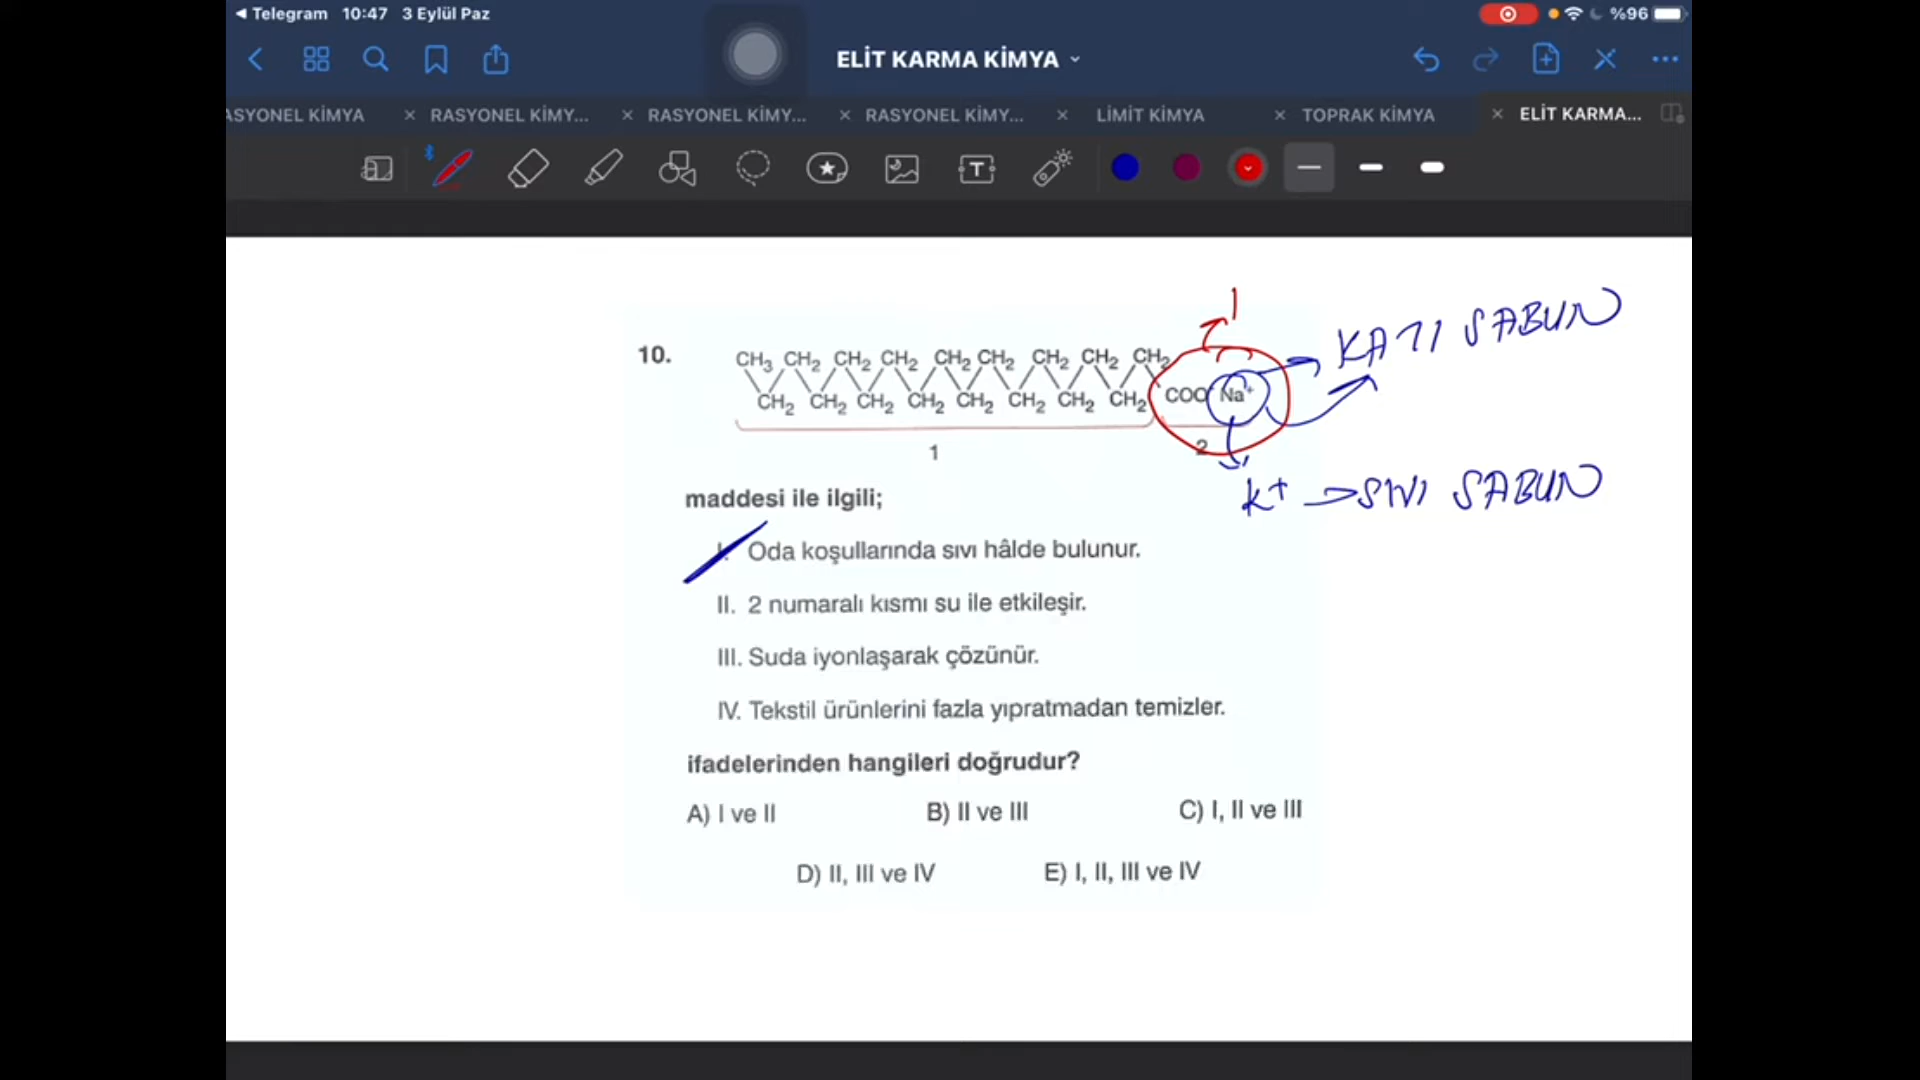 Telegram 10:47 3 Eylül Paz %96
ELİT KARMA KİMYA
ASYONEL KİMYA RASYONEL KİMY... RASYONEL KİMY... RASYONEL KİMY... LİMİT KİMYA TOPRAK KİMYA ELİT KARMA...
1
KATI SABUN
10. CH₃ CH₂ CH₂ CH₂ CH₂ CH₂ CH₂ CH₂ CH₂
CH₂ CH₂ CH₂ CH₂ CH₂ CH₂ CH₂ CH₂ COO⁻Na⁺
1 2
K⁺ → SIVI SABUN
maddesi ile ilgili;
I. Oda koşullarında sıvı hâlde bulunur.
II. 2 numaralı kısmı su ile etkileşir.
III. Suda iyonlaşarak çözünür.
IV. Tekstil ürünlerini fazla yıpratmadan temizler.
ifadelerinden hangileri doğrudur?
A) I ve II B) II ve III C) I, II ve III
D) II, III ve IV E) I, II, III ve IV